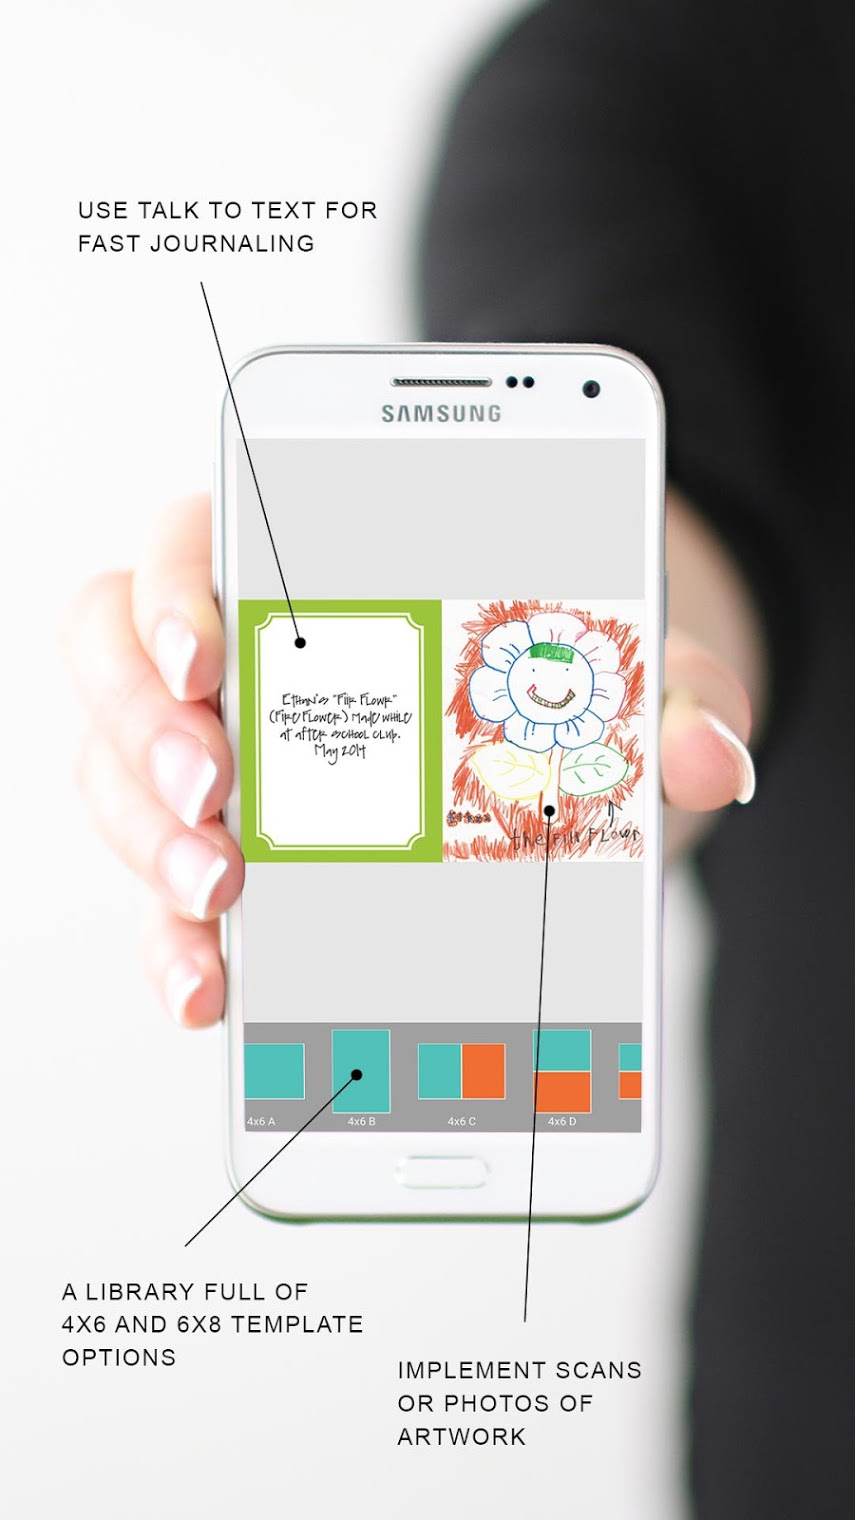 USE TALK TO TEXT FOR
FAST JOURNALING
SAMSUNG
Ethan's "Fiir Flowr"
(Fire Flower) Made while
at after school club.
May 2014
Ethan
the Fiir Flowr
4x6 A
4x6 B
4x6 C
4x6 D
A LIBRARY FULL OF
4X6 AND 6X8 TEMPLATE
OPTIONS
IMPLEMENT SCANS
OR PHOTOS OF
ARTWORK